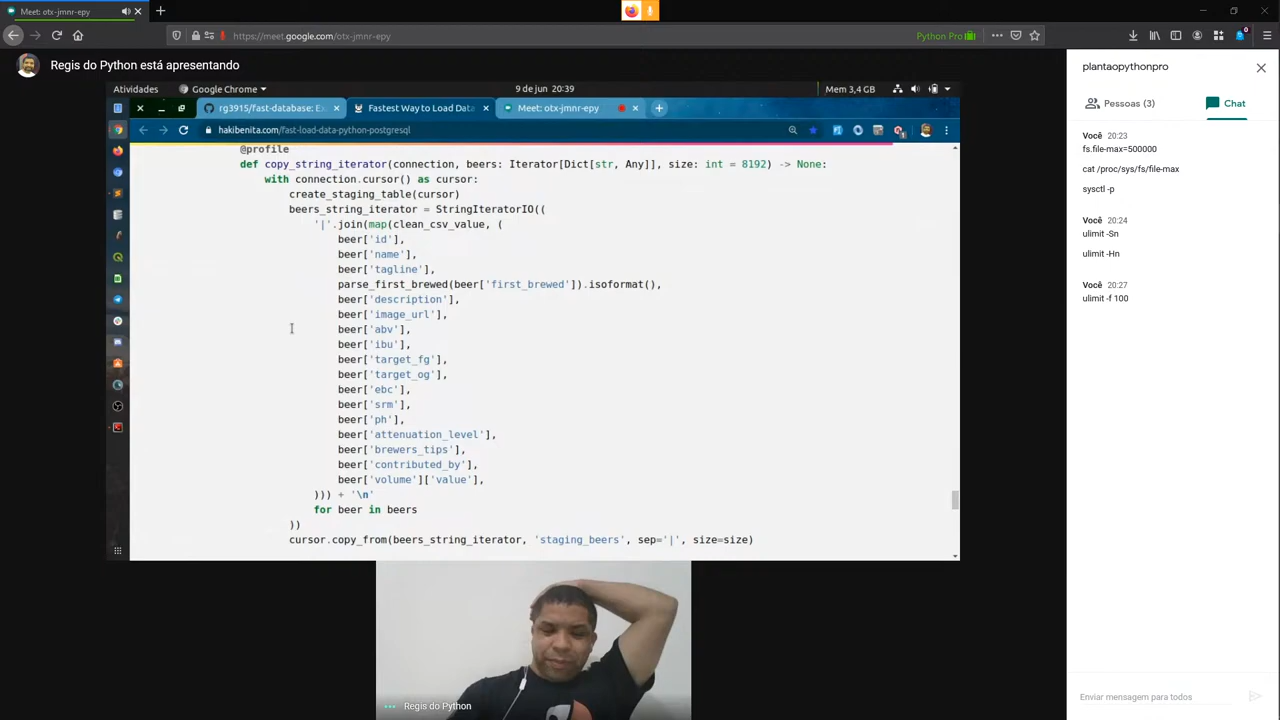 Meet: otx-jmnr-epy
https://meet.google.com/otx-jmnr-epy
Python Pro
Regis do Python está apresentando
Atividades
Google Chrome
9 de jun 20:39
Mem 3,4 GB
rg3915/fast-database: Ex
Fastest Way to Load Data
Meet: otx-jmnr-epy
hakibenita.com/fast-load-data-python-postgresql
@profile
def copy_string_iterator(connection, beers: Iterator[Dict[str, Any]], size: int = 8192) -> None:
with connection.cursor() as cursor:
create_staging_table(cursor)
beers_string_iterator = StringIteratorIO((
'|'.join(map(clean_csv_value, (
beer['id'],
beer['name'],
beer['tagline'],
parse_first_brewed(beer['first_brewed']).isoformat(),
beer['description'],
beer['image_url'],
beer['abv'],
beer['ibu'],
beer['target_fg'],
beer['target_og'],
beer['ebc'],
beer['srm'],
beer['ph'],
beer['attenuation_level'],
beer['brewers_tips'],
beer['contributed_by'],
beer['volume']['value'],
))) + '\n'
for beer in beers
))
cursor.copy_from(beers_string_iterator, 'staging_beers', sep='|', size=size)
Regis do Python
plantaopythonpro
Pessoas (3)
Chat
Você 20:23
fs.file-max=500000
cat /proc/sys/fs/file-max
sysctl -p
Você 20:24
ulimit -Sn
ulimit -Hn
Você 20:27
ulimit -f 100
Enviar mensagem para todos